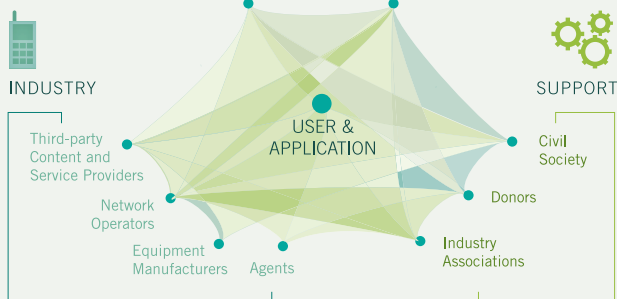 INDUSTRY
SUPPORT
USER &
APPLICATION
Third-party
Content and
Service Providers
Civil
Society
Network
Operators
Donors
Equipment
Manufacturers
Agents
Industry
Associations